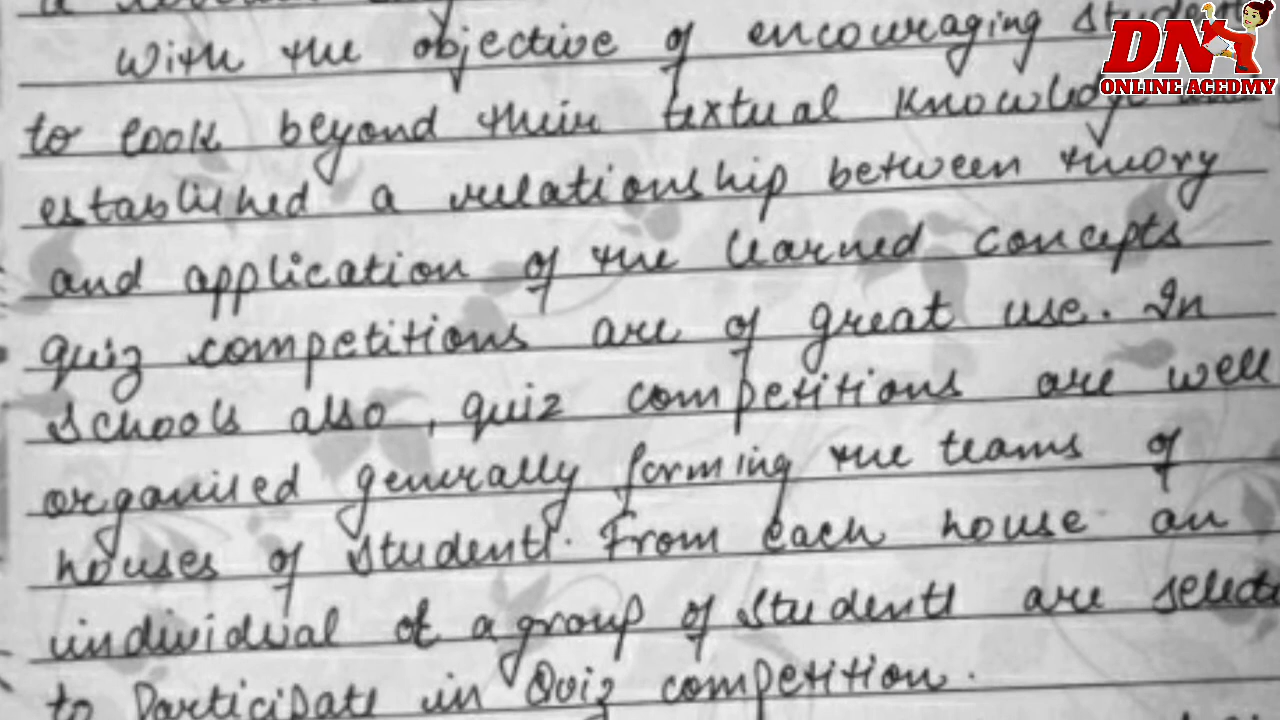 With the objective of encouraging
to look beyond their textual knowledge
established a relationship between theory
and application of the learned concepts
quiz competitions are of great use. In
schools also, quiz competitions are well
organised generally forming the teams of
houses of students. From each house an
individual of a group of students are
to participate in Quiz competition.
DN
ONLINE ACEDMY